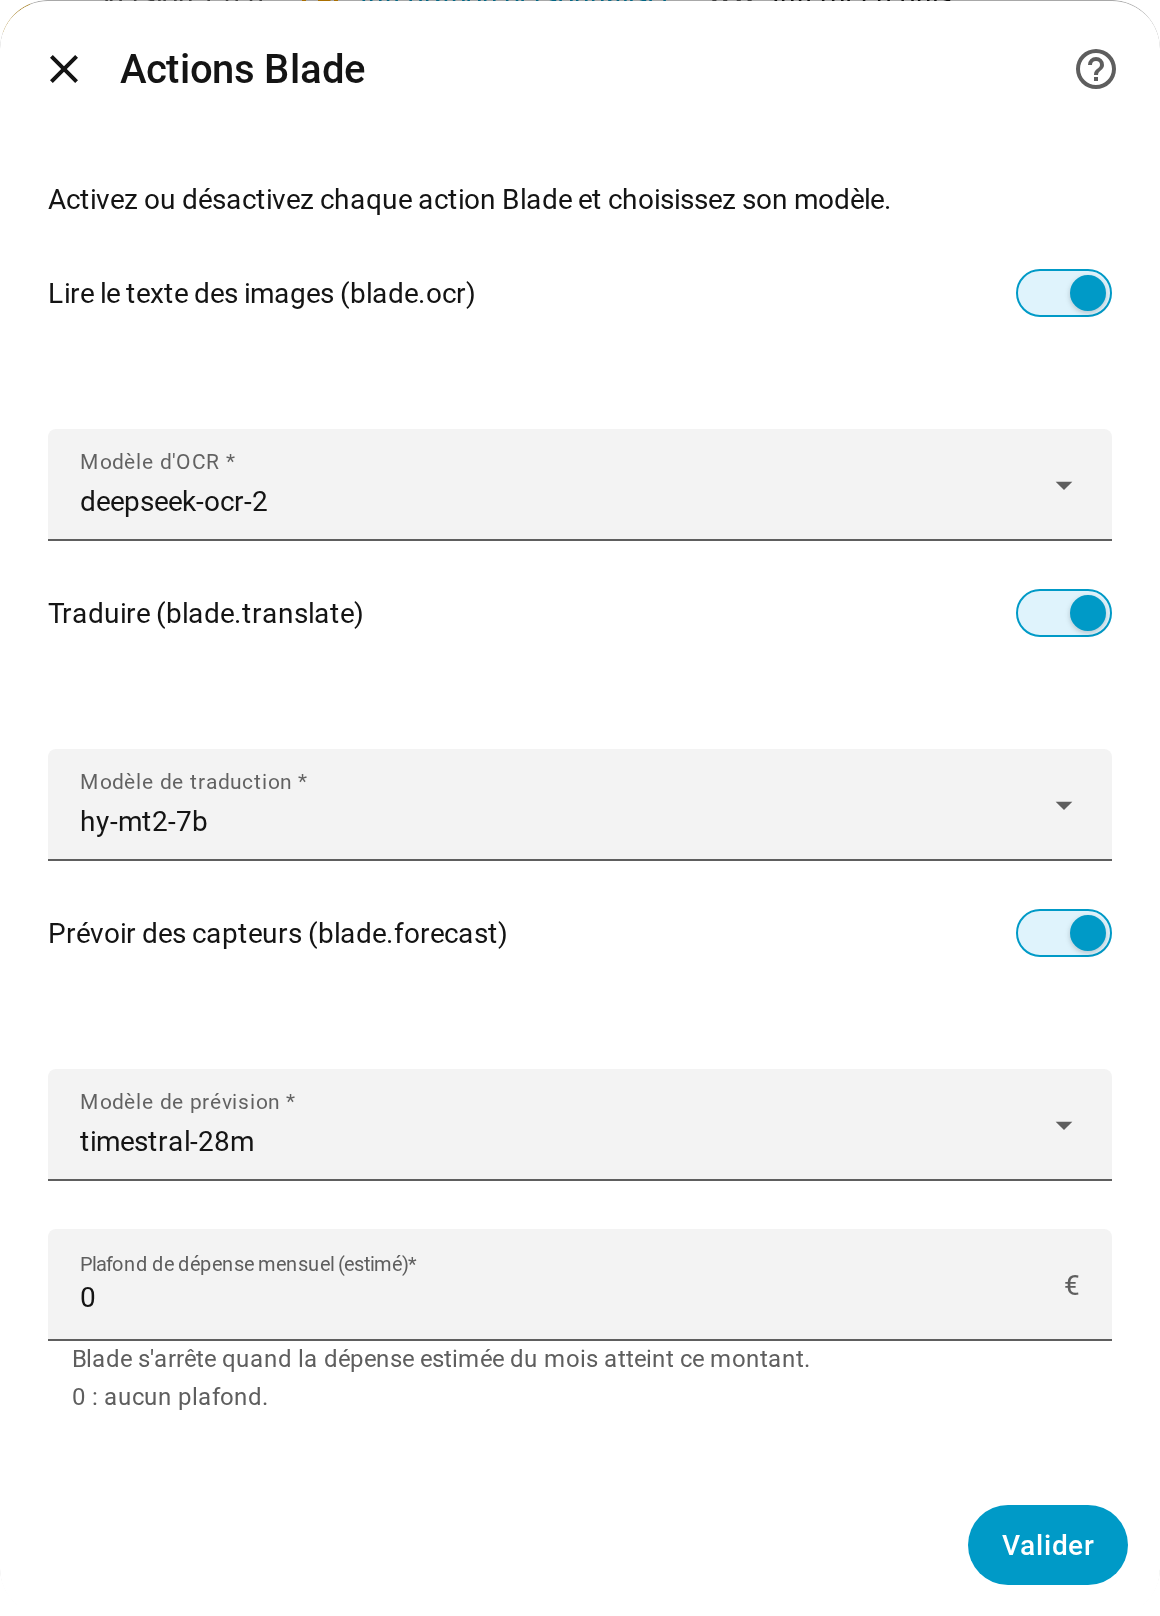 Actions Blade
Activez ou désactivez chaque action Blade et choisissez son modèle.
Lire le texte des images (blade.ocr)
Modèle d'OCR *
deepseek-ocr-2
Traduire (blade.translate)
Modèle de traduction *
hy-mt2-7b
Prévoir des capteurs (blade.forecast)
Modèle de prévision *
timestral-28m
Plafond de dépense mensuel (estimé)*
0
€
Blade s'arrête quand la dépense estimée du mois atteint ce montant.
0 : aucun plafond.
Valider